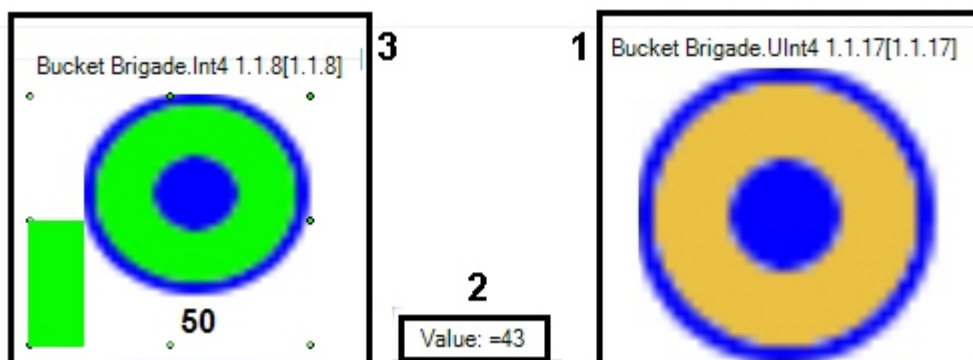 Bucket Brigade.Int4 1.1.8[1.1.8]
3
50
2
Value: =43
1
Bucket Brigade.UInt4 1.1.17[1.1.17]